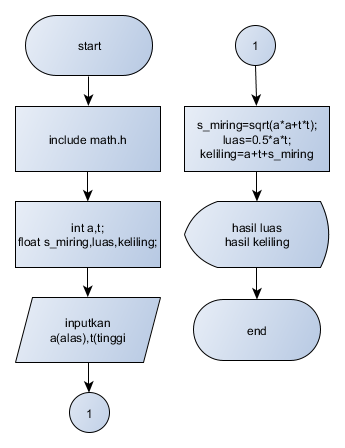 start
include math.h
int a,t;
float s_miring,luas,keliling;
inputkan
a(alas),t(tinggi
1
1
s_miring=sqrt(a*a+t*t);
luas=0.5*a*t;
keliling=a+t+s_miring
hasil luas
hasil keliling
end